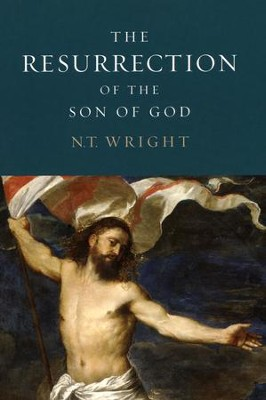 THE
RESURRECTION
OF THE
SON OF GOD
N.T. WRIGHT